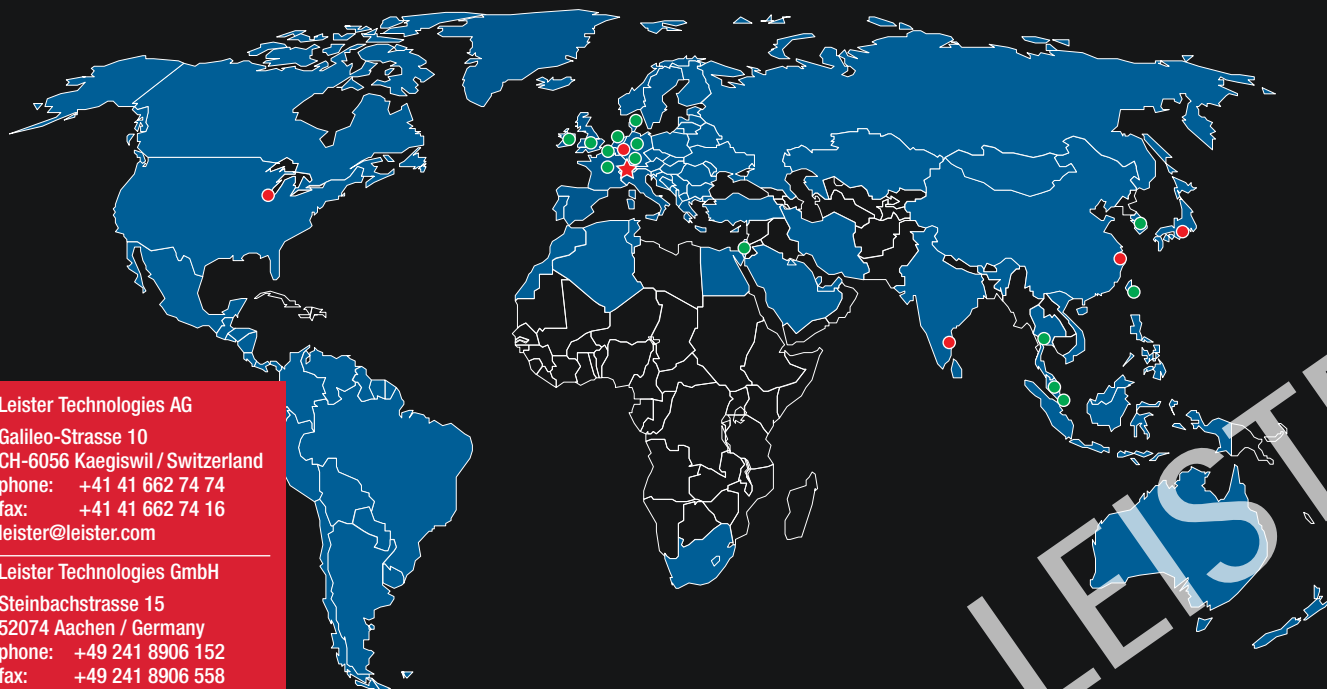 Leister Technologies AG
Galileo-Strasse 10
CH-6056 Kaegiswil / Switzerland
phone: +41 41 662 74 74
fax: +41 41 662 74 16
leister@leister.com
Leister Technologies GmbH
Steinbachstrasse 15
52074 Aachen / Germany
phone: +49 241 8906 152
fax: +49 241 8906 558
LEIST